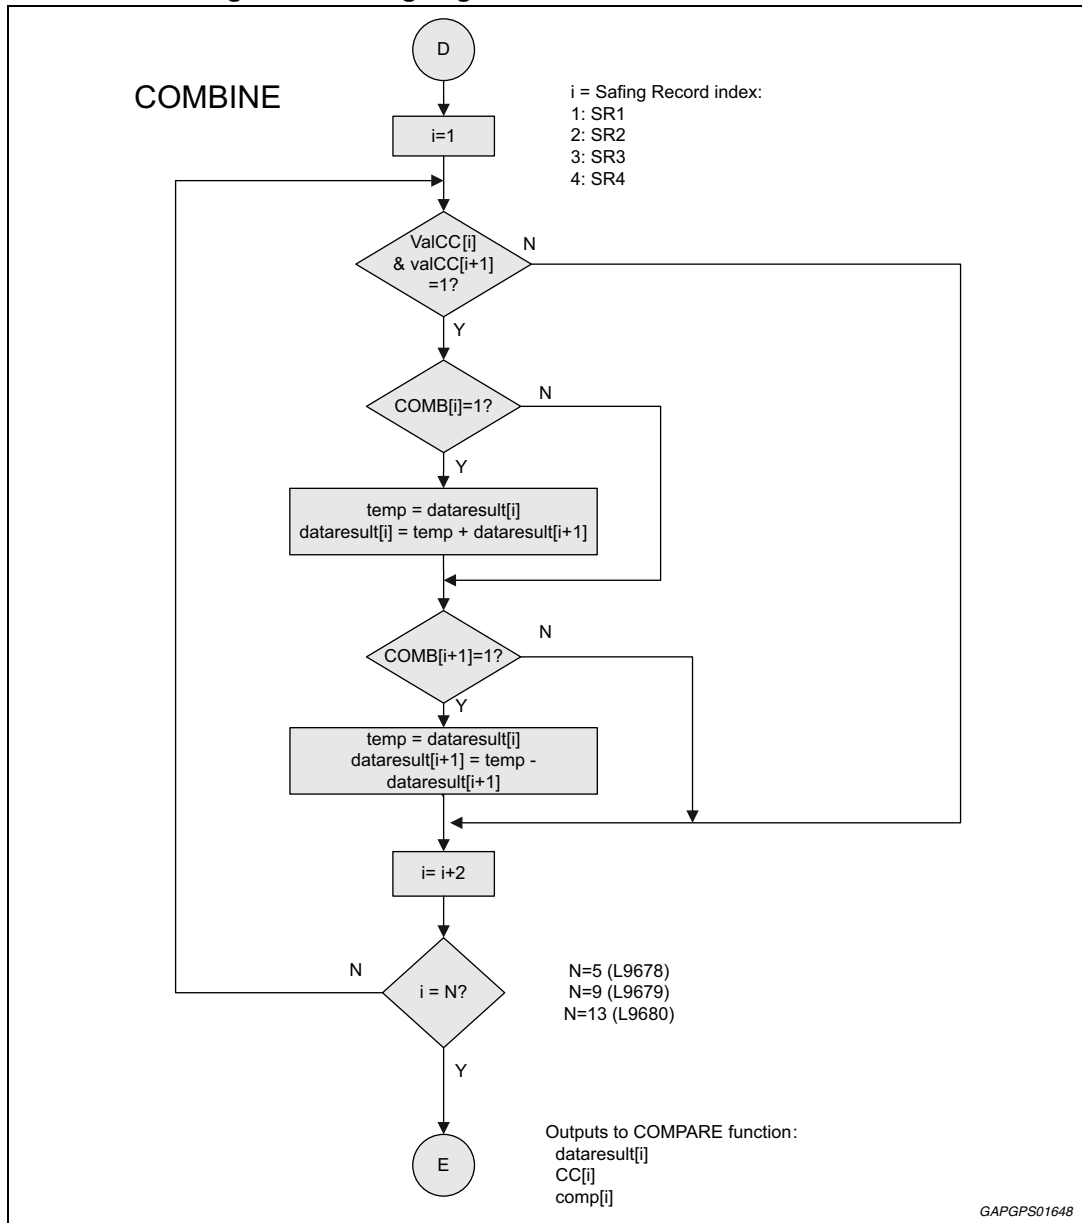 D
COMBINE
i = Safing Record index:
1: SR1
2: SR2
3: SR3
4: SR4
i=1
ValCC[i]
& valCC[i+1]
=1?
N
Y
COMB[i]=1?
N
Y
temp = dataresult[i]
dataresult[i] = temp + dataresult[i+1]
COMB[i+1]=1?
N
Y
temp = dataresult[i]
dataresult[i+1] = temp -
dataresult[i+1]
i= i+2
N
i = N?
N=5 (L9678)
N=9 (L9679)
N=13 (L9680)
Y
E
Outputs to COMPARE function:
dataresult[i]
CC[i]
comp[i]
GAPGPS01648